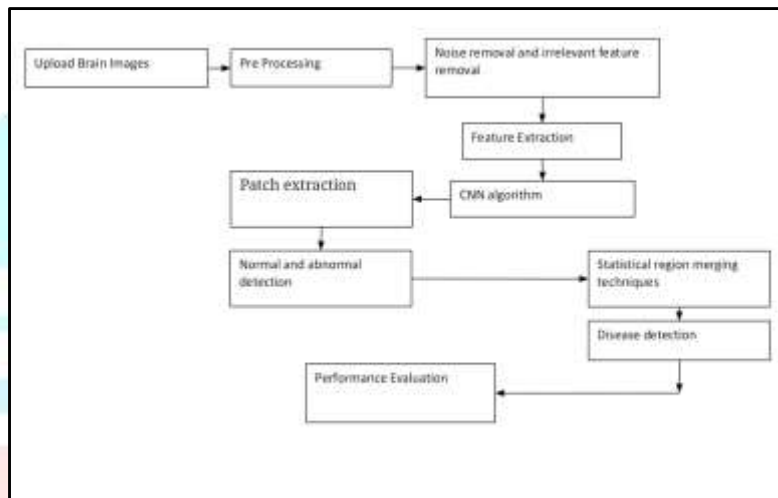 Upload Brain Images
Pre Processing
Noise removal and irrelevant feature
removal
Feature Extraction
CNN algorithm
Patch extraction
Normal and abnormal
detection
Statistical region merging
techniques
Disease detection
Performance Evaluation